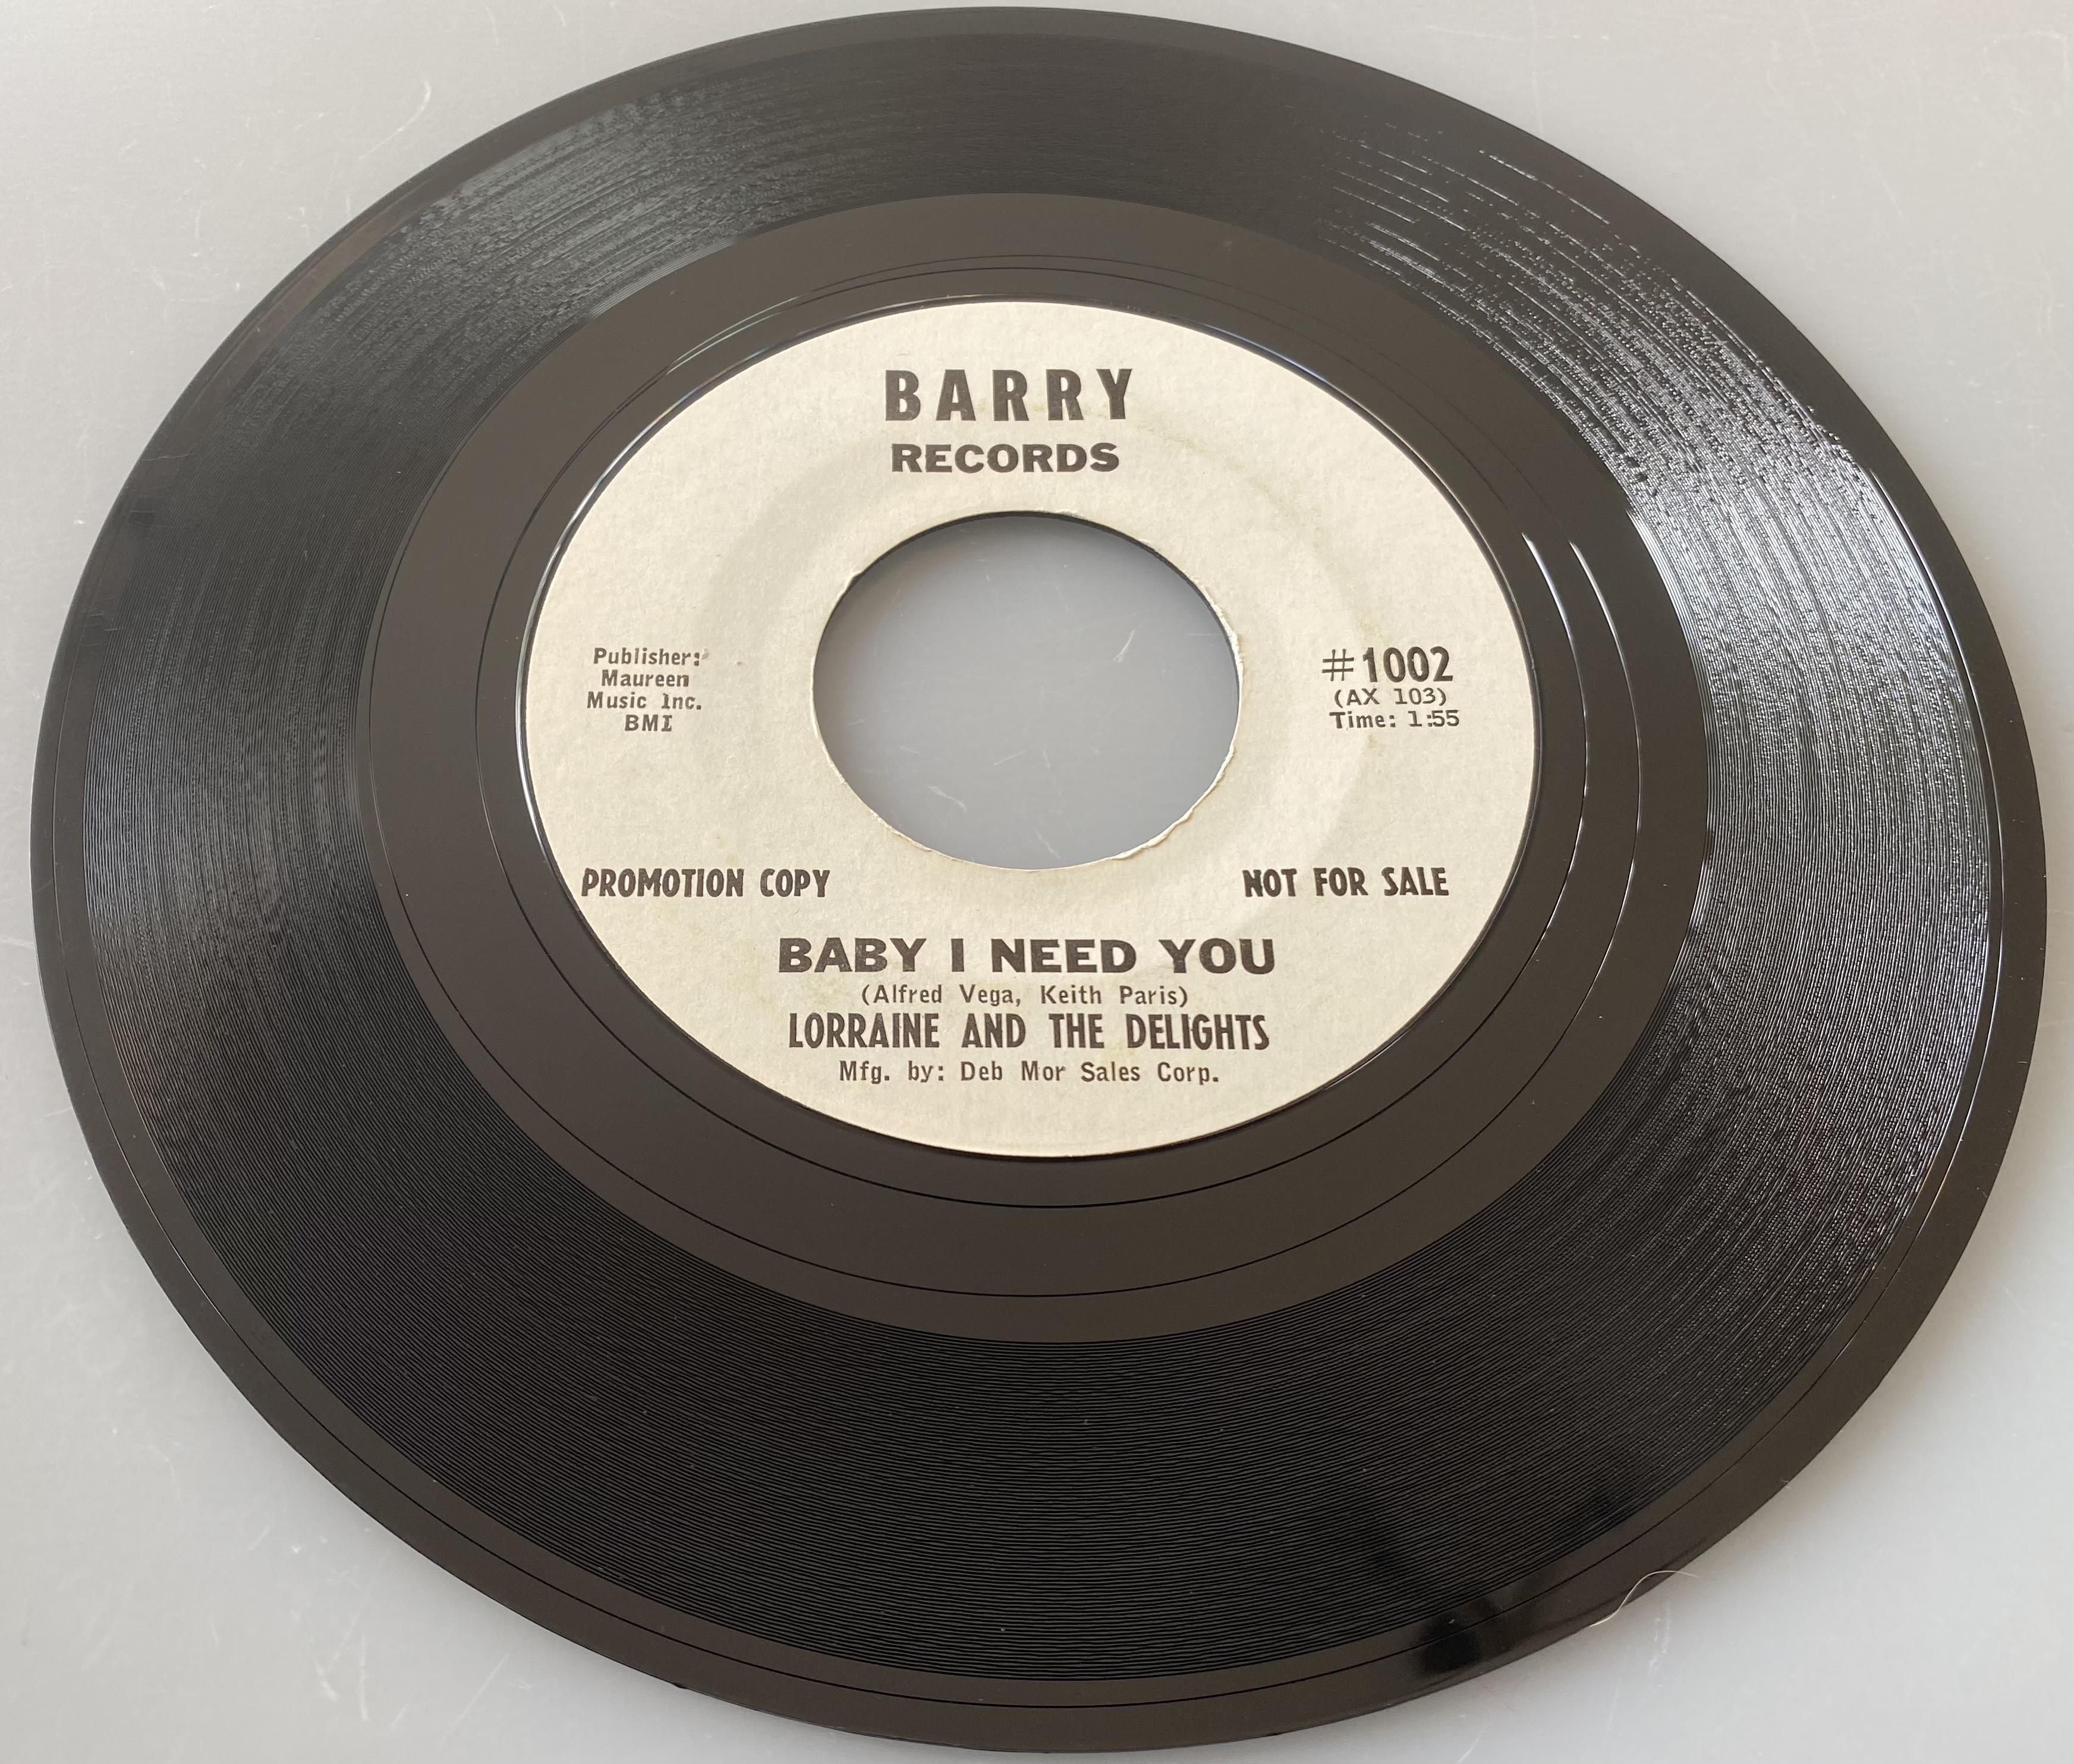 BARRY
RECORDS
Publisher:
Maureen
Music Inc.
BMI
#1002
(AX 103)
Time: 1:55
PROMOTION COPY
NOT FOR SALE
BABY I NEED YOU
(Alfred Vega, Keith Paris)
LORRAINE AND THE DELIGHTS
Mfg. by: Deb Mor Sales Corp.